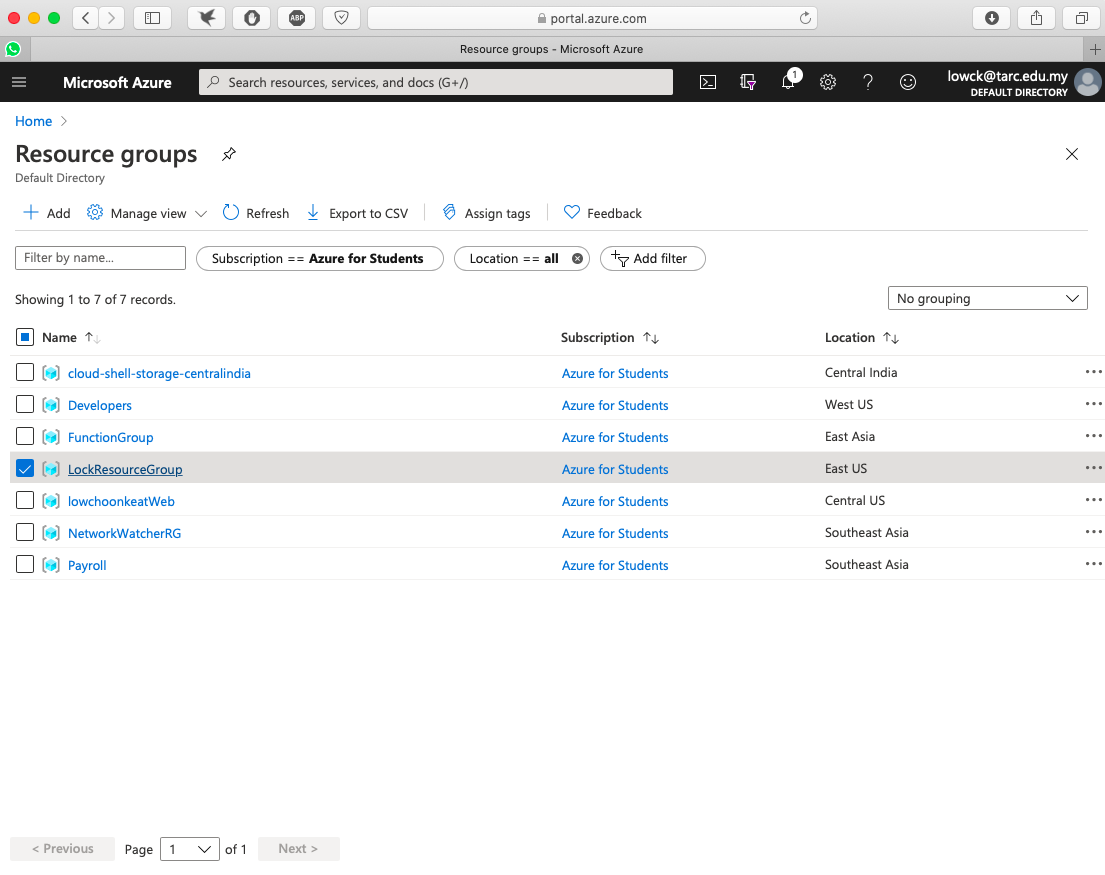 ABP
portal.azure.com
Resource groups - Microsoft Azure
Microsoft Azure
Search resources, services, and docs (G+/)
1
lowck@tarc.edu.my
DEFAULT DIRECTORY
Home
Resource groups
Default Directory
Add
Manage view
Refresh
Export to CSV
Assign tags
Feedback
Filter by name...
Subscription == Azure for Students
Location == all
Add filter
Showing 1 to 7 of 7 records.
No grouping
Name Subscription Location
cloud-shell-storage-centralindia Azure for Students Central India
Developers Azure for Students West US
FunctionGroup Azure for Students East Asia
LockResourceGroup Azure for Students East US
lowchoonkeatWeb Azure for Students Central US
NetworkWatcherRG Azure for Students Southeast Asia
Payroll Azure for Students Southeast Asia
< Previous Page 1 of 1 Next >